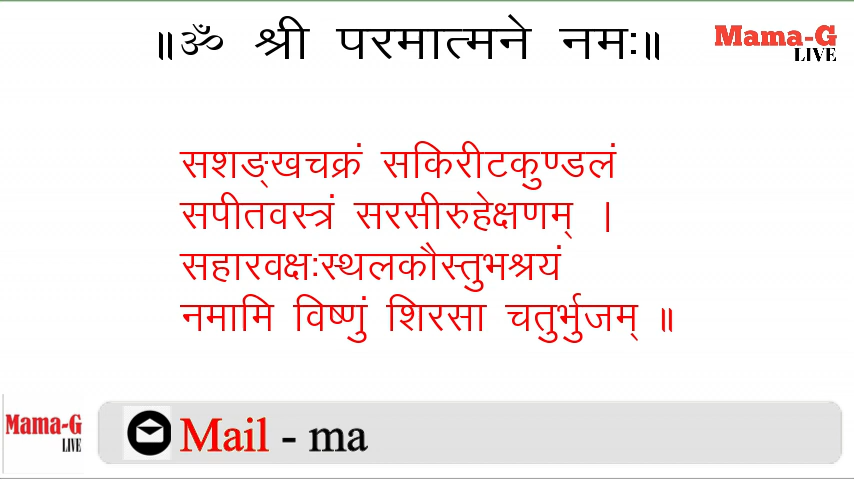 ॥ॐ श्री परमात्मने नमः॥
Mama-G
LIVE
सशङ्खचक्रं सकिरीटकुण्डलं
सपीतवस्त्रं सरसीरुहेक्षणम् ।
सहारवक्षःस्थलकौस्तुभश्रयं
नमामि विष्णुं शिरसा चतुर्भुजम् ॥
Mama-G
LIVE
Mail - ma